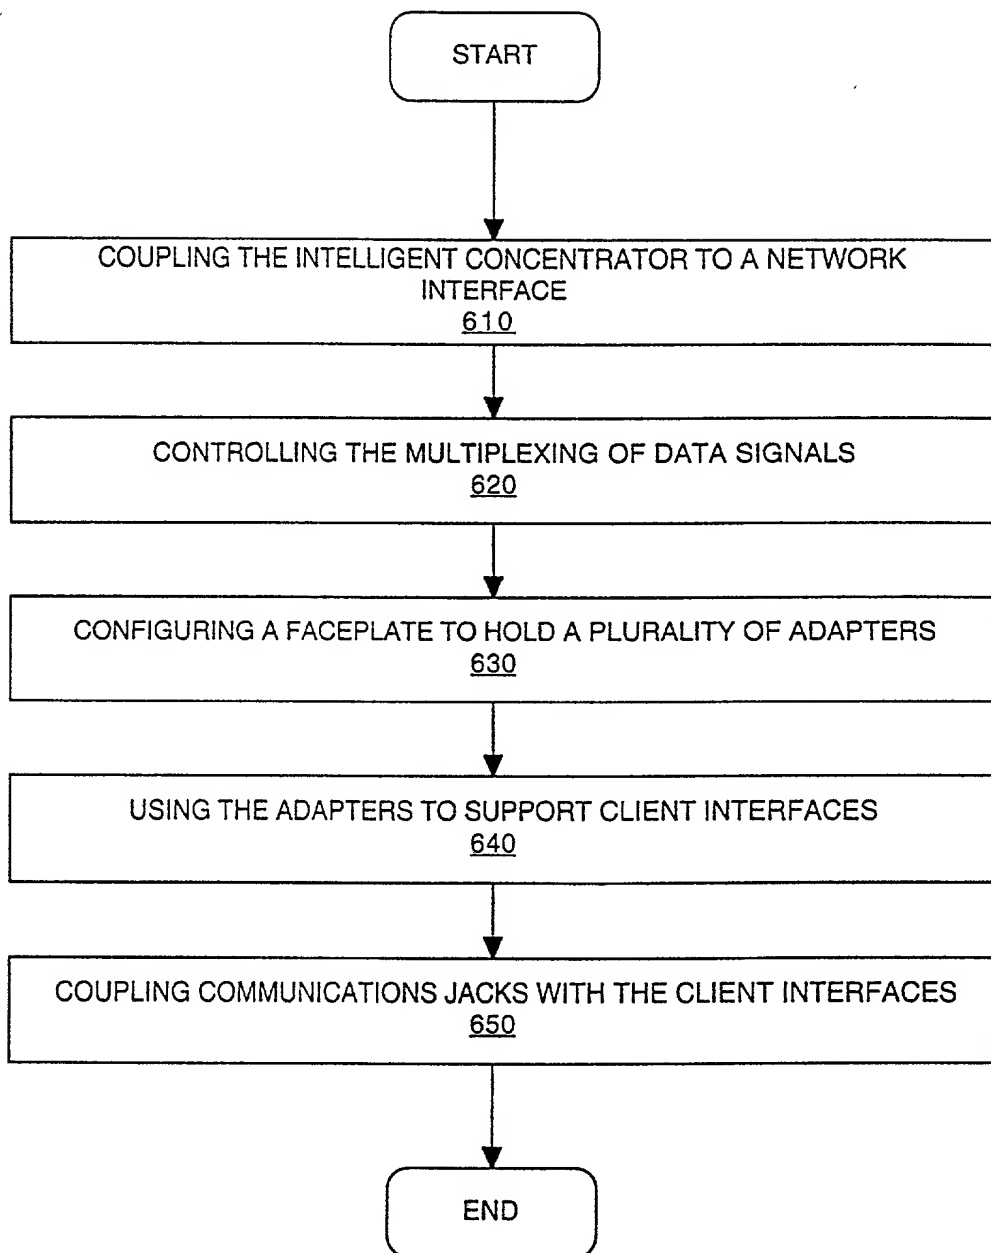 START
COUPLING THE INTELLIGENT CONCENTRATOR TO A NETWORK
INTERFACE
610
CONTROLLING THE MULTIPLEXING OF DATA SIGNALS
620
CONFIGURING A FACEPLATE TO HOLD A PLURALITY OF ADAPTERS
630
USING THE ADAPTERS TO SUPPORT CLIENT INTERFACES
640
COUPLING COMMUNICATIONS JACKS WITH THE CLIENT INTERFACES
650
END